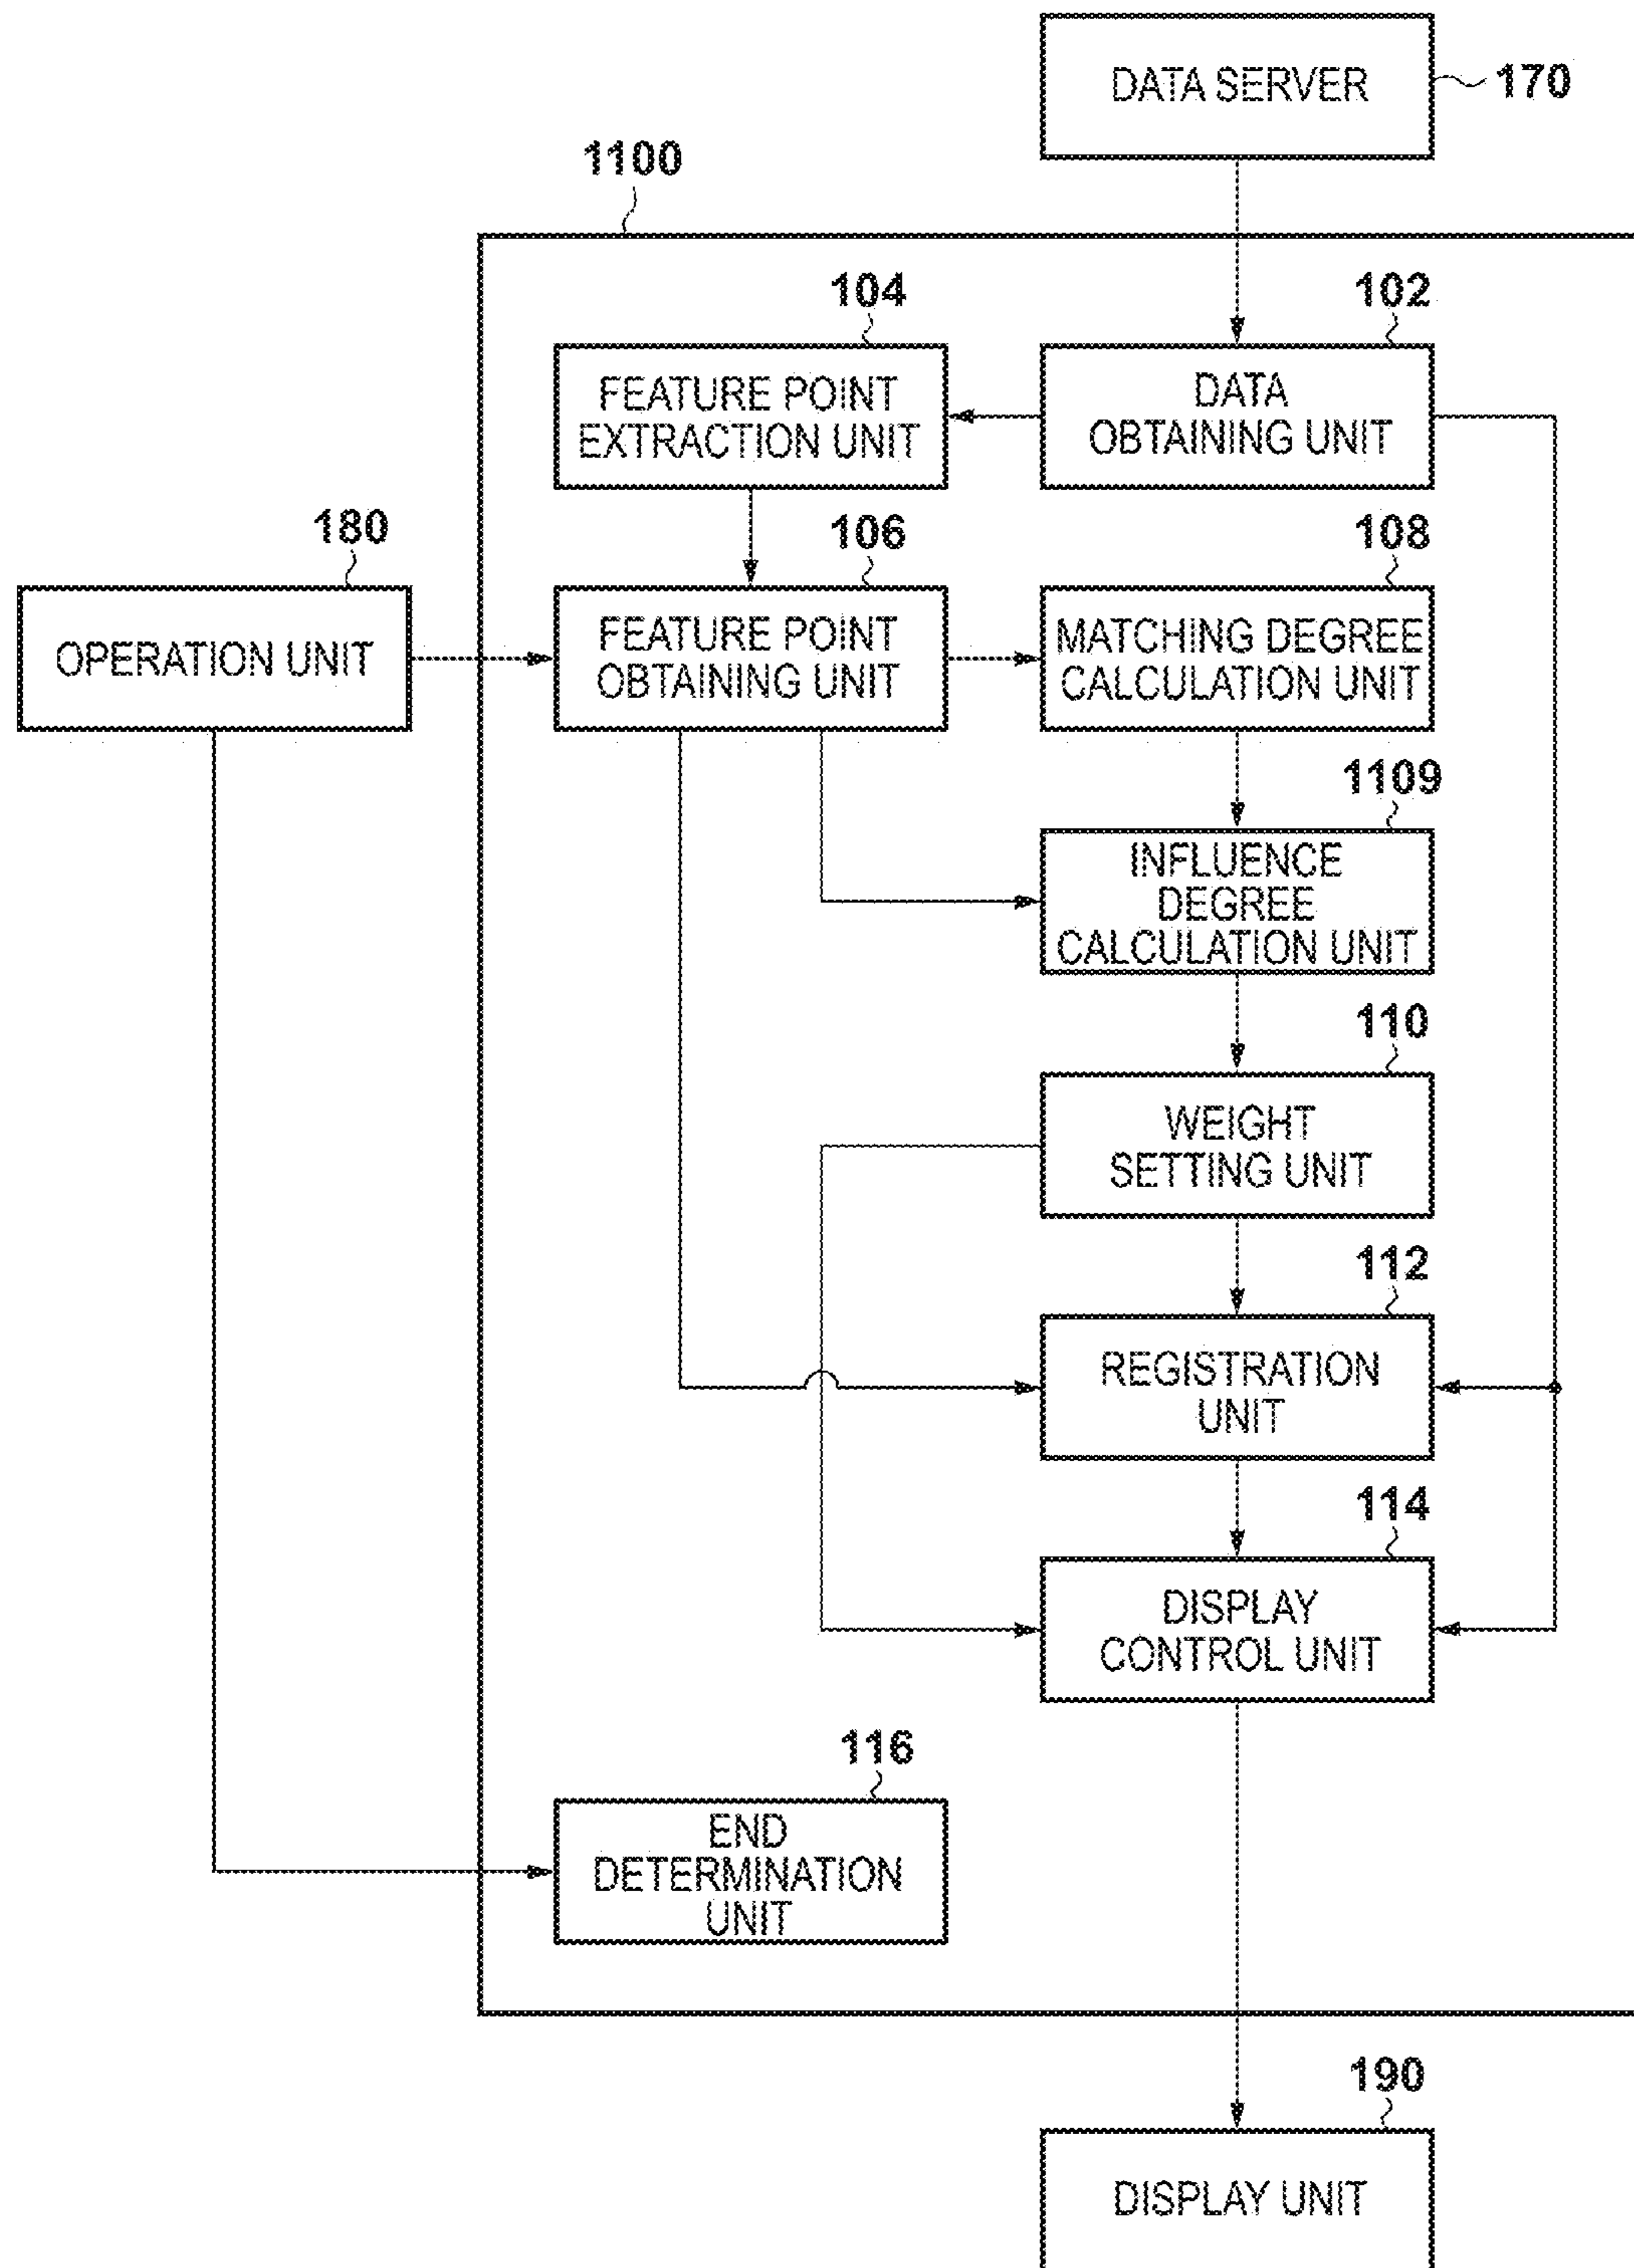 DATA SERVER
170
1100
104
102
FEATURE POINT
EXTRACTION UNIT
DATA
OBTAINING UNIT
180
106
108
OPERATION UNIT
FEATURE POINT
OBTAINING UNIT
MATCHING DEGREE
CALCULATION UNIT
1109
INFLUENCE
DEGREE
CALCULATION UNIT
110
WEIGHT
SETTING UNIT
112
REGISTRATION
UNIT
114
DISPLAY
CONTROL UNIT
116
END
DETERMINATION
UNIT
190
DISPLAY UNIT